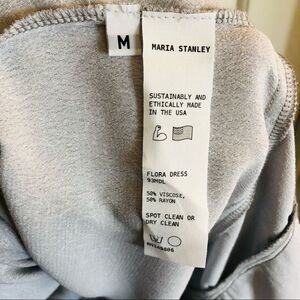 M
MARIA STANLEY
SUSTAINABLY AND
ETHICALLY MADE
IN THE USA
FLORA DRESS
93MDL
50% VISCOSE,
50% RAYON
SPOT CLEAN OR
DRY CLEAN